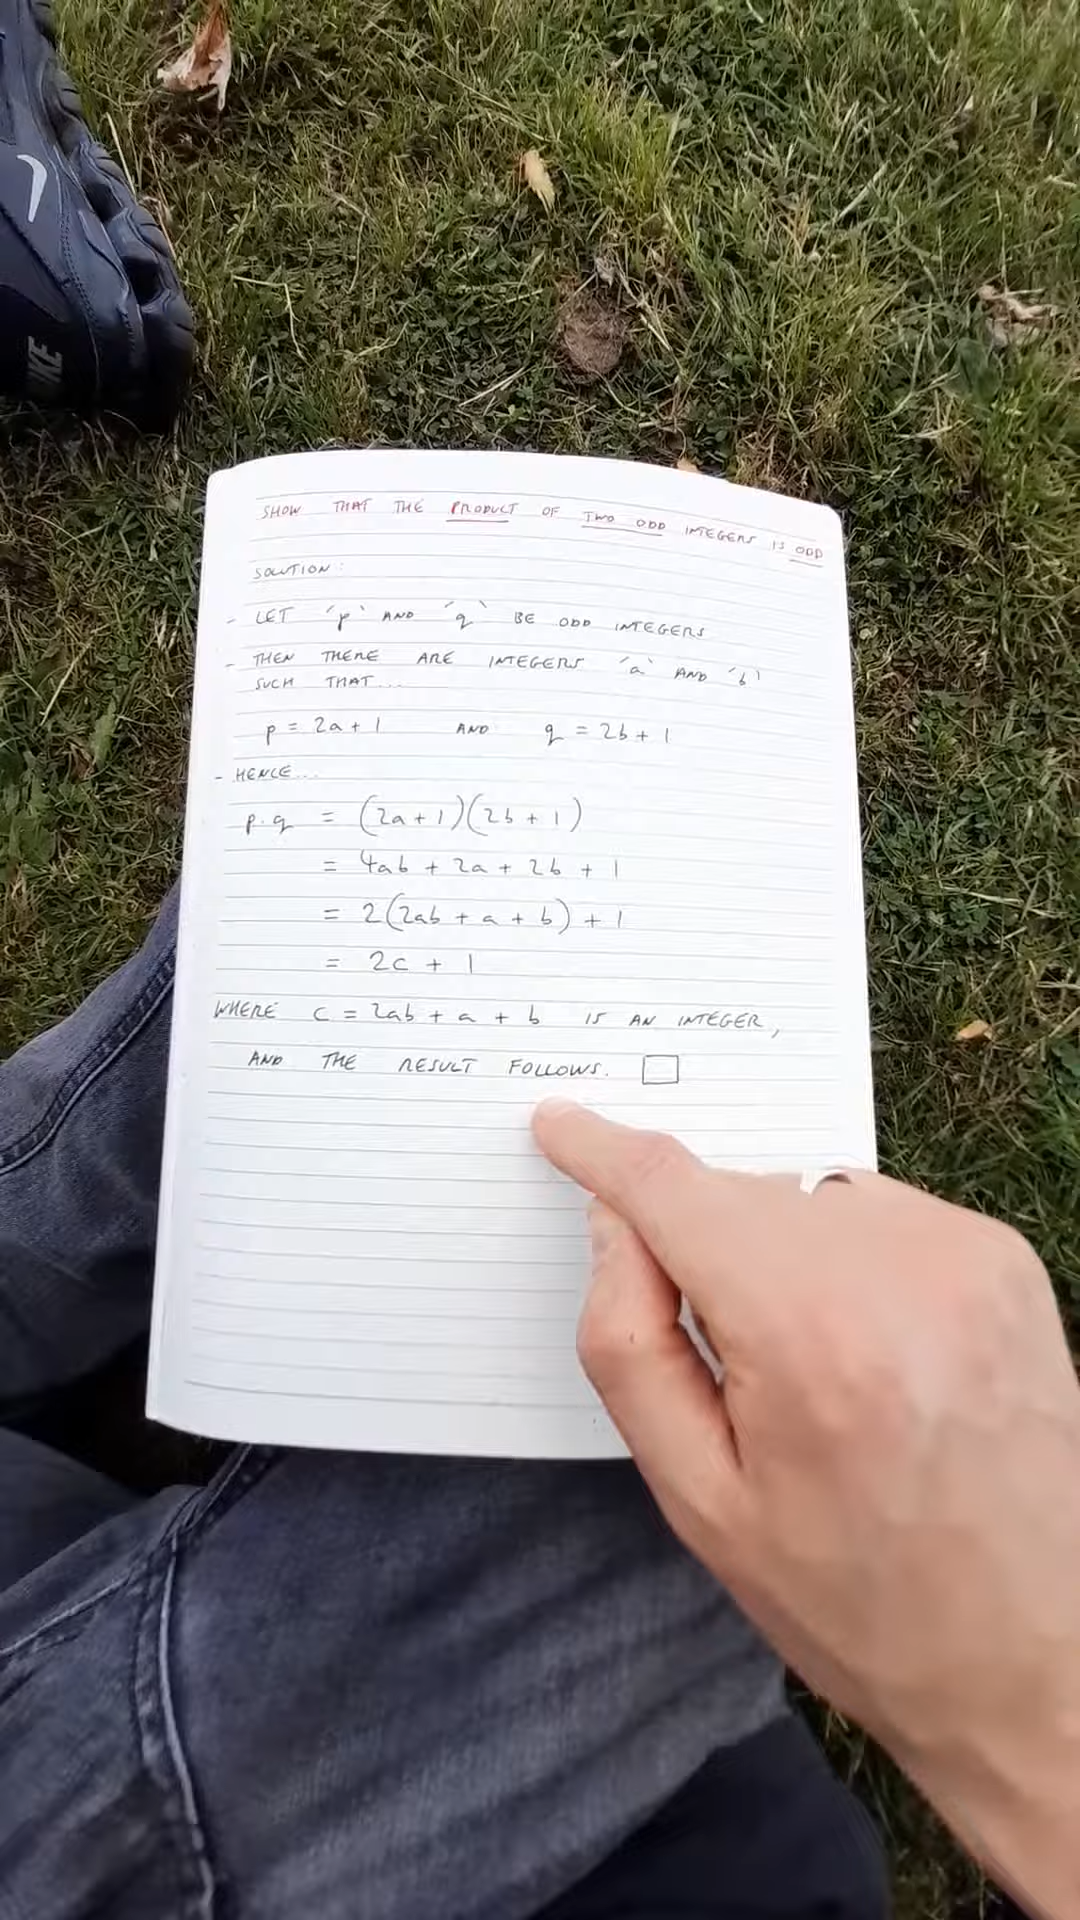 SHOW THAT THE PRODUCT OF TWO ODD INTEGERS IS ODD
SOLUTION:
- LET 'p' AND 'q' BE ODD INTEGERS
- THEN THERE ARE INTEGERS 'a' AND 'b'
SUCH THAT...
p = 2a + 1 AND q = 2b + 1
- HENCE...
p.q = (2a + 1)(2b + 1)
= 4ab + 2a + 2b + 1
= 2(2ab + a + b) + 1
= 2c + 1
WHERE c = 2ab + a + b IS AN INTEGER,
AND THE RESULT FOLLOWS. □
NIKE